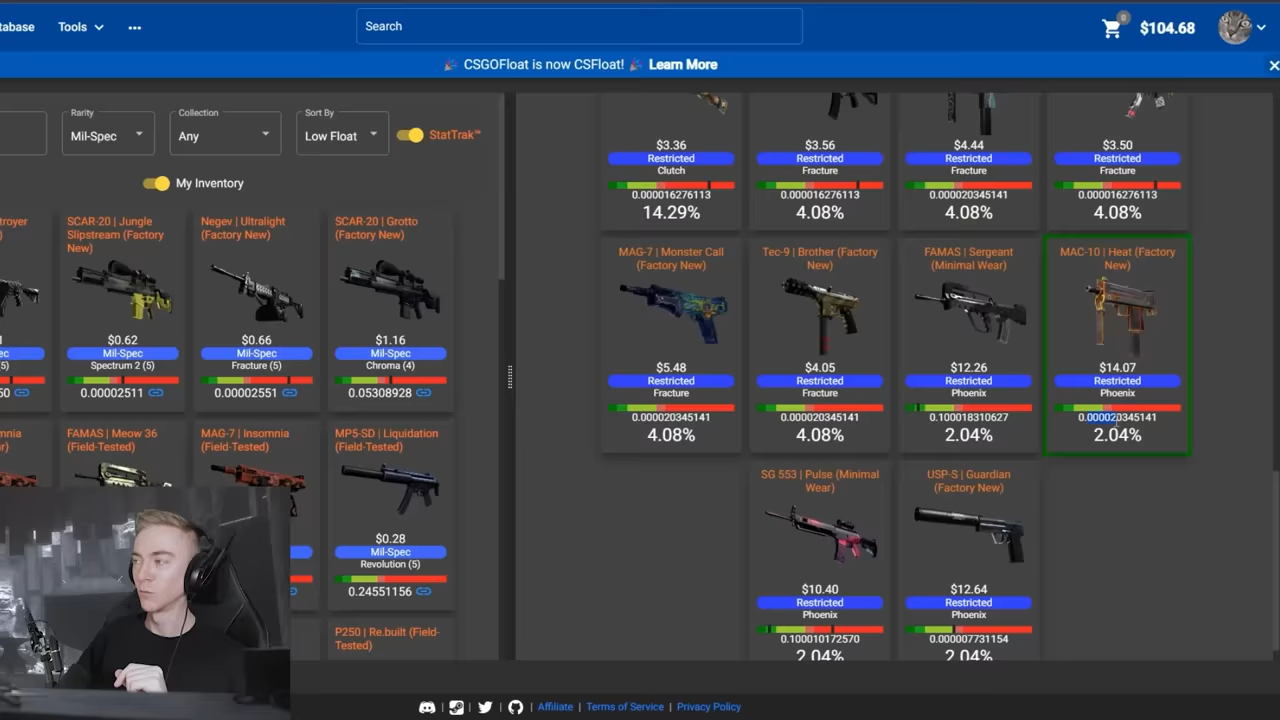 tabase
Tools
Search
0
$104.68
CSGOFloat is now CSFloat!
Learn More
Rarity
Mil-Spec
Collection
Any
Sort By
Low Float
StatTrak™
My Inventory
$3.36
Restricted
Clutch
0.000016276113
14.29%
$3.56
Restricted
Fracture
0.000016276113
4.08%
$4.44
Restricted
Fracture
0.000020345141
4.08%
$3.50
Restricted
Fracture
0.000016276113
4.08%
troyer
SCAR-20 | Jungle
Slipstream (Factory
New)
$0.62
Mil-Spec
Spectrum 2 (5)
0.00002511
Negev | Ultralight
(Factory New)
$0.66
Mil-Spec
Fracture (5)
0.00002551
SCAR-20 | Grotto
(Factory New)
$1.16
Mil-Spec
Chroma (4)
0.05308928
MAG-7 | Monster Call
(Factory New)
$5.48
Restricted
Fracture
0.000020345141
4.08%
Tec-9 | Brother (Factory
New)
$4.05
Restricted
Fracture
0.000020345141
4.08%
FAMAS | Sergeant
(Minimal Wear)
$12.26
Restricted
Phoenix
0.100018310627
2.04%
MAC-10 | Heat (Factory
New)
$14.07
Restricted
Phoenix
0.000020345141
2.04%
FAMAS | Meow 36
(Field-Tested)
MAG-7 | Insomnia
(Field-Tested)
MP5-SD | Liquidation
(Field-Tested)
$0.28
Mil-Spec
Revolution (5)
0.24551156
P250 | Re.built (Field-
Tested)
SG 553 | Pulse (Minimal
Wear)
$10.40
Restricted
Phoenix
0.100010172570
2.04%
USP-S | Guardian
(Factory New)
$12.64
Restricted
Phoenix
0.000007731154
2.04%
Affiliate | Terms of Service | Privacy Policy